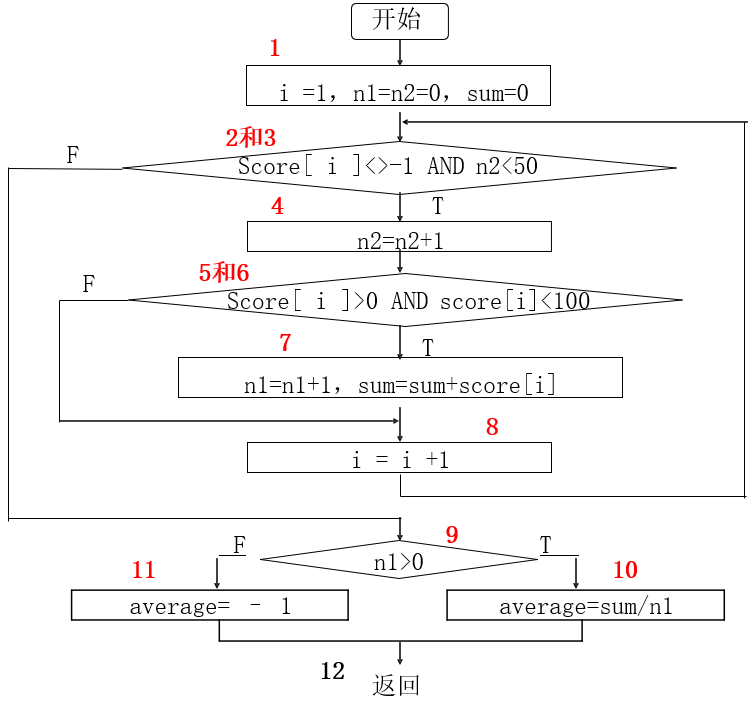 开始
1
i =1, n1=n2=0, sum=0
2和3
F
Score[ i ]<>-1 AND n2<50
T
4
n2=n2+1
5和6
F
Score[ i ]>0 AND score[i]<100
T
7
n1=n1+1, sum=sum+score[i]
8
i = i +1
9
F
n1>0
T
11
10
average= – 1
average=sum/n1
12
返回